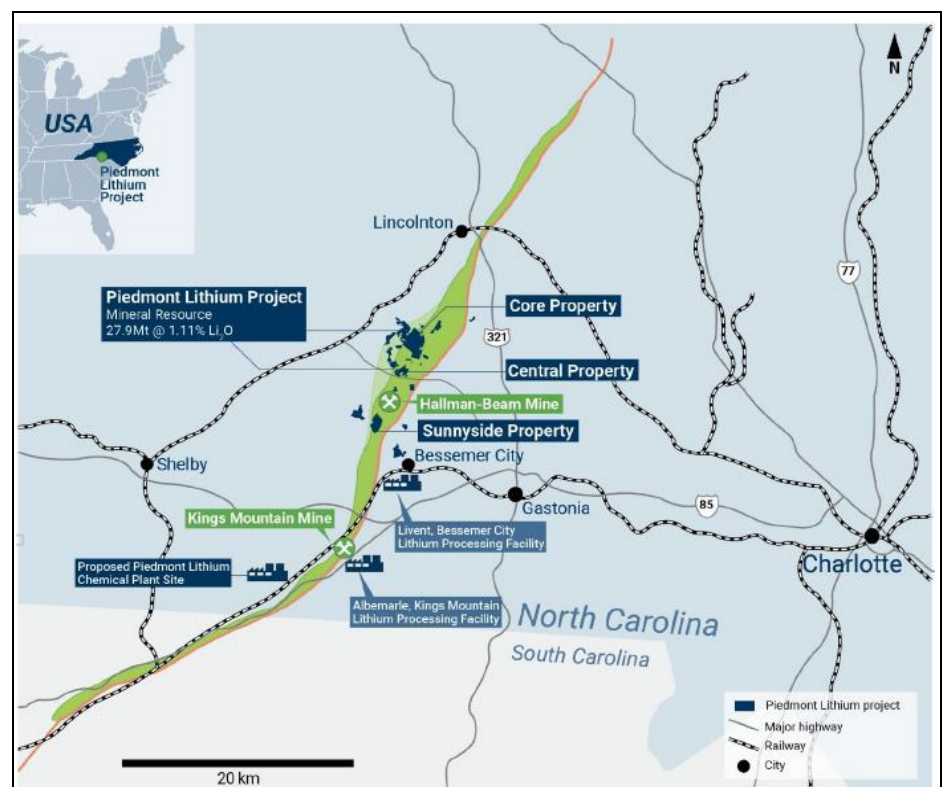 USA
Piedmont
Lithium
Project
N
Lincolnton
77
Piedmont Lithium Project
Mineral Resource
27.9Mt @ 1.11% Li₂O
Core Property
321
Central Property
Hallman-Beam Mine
Sunnyside Property
Bessemer City
Shelby
Gastonia
85
Kings Mountain Mine
Livent, Bessemer City
Lithium Processing Facility
Charlotte
Proposed Piedmont Lithium
Chemical Plant Site
Albemarle, Kings Mountain
Lithium Processing Facility
North Carolina
South Carolina
Piedmont Lithium project
Major highway
Railway
City
20 km